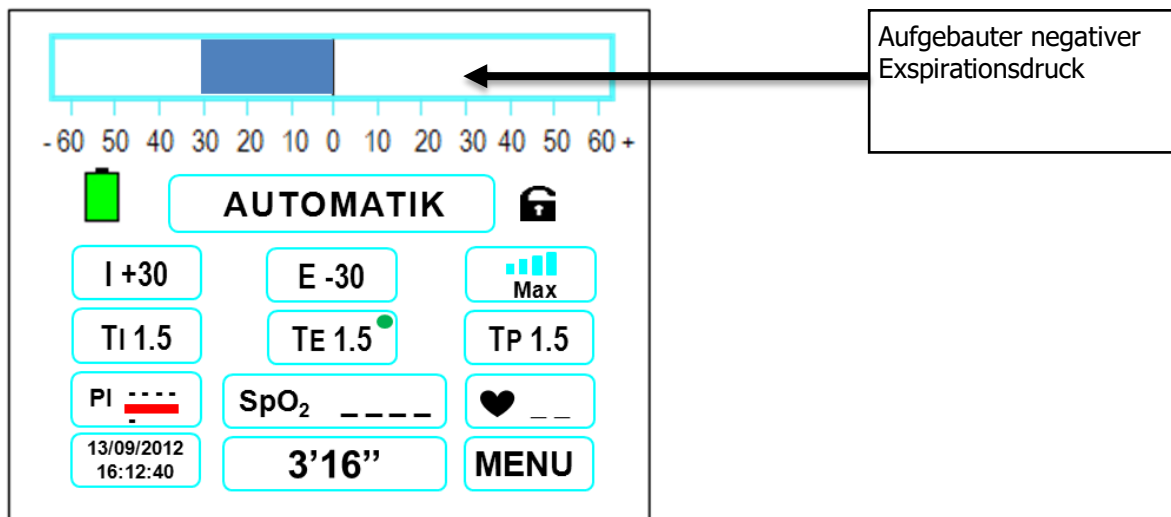 Aufgebauter negativer
Exspirationsdruck
- 60 50 40 30 20 10 0 10 20 30 40 50 60 +
AUTOMATIK
I +30 E -30 Max
TI 1.5 TE 1.5 TP 1.5
PI - - - - - SpO₂ _ _ _ _ _ _
13/09/2012
16:12:40
3’16’’ MENU